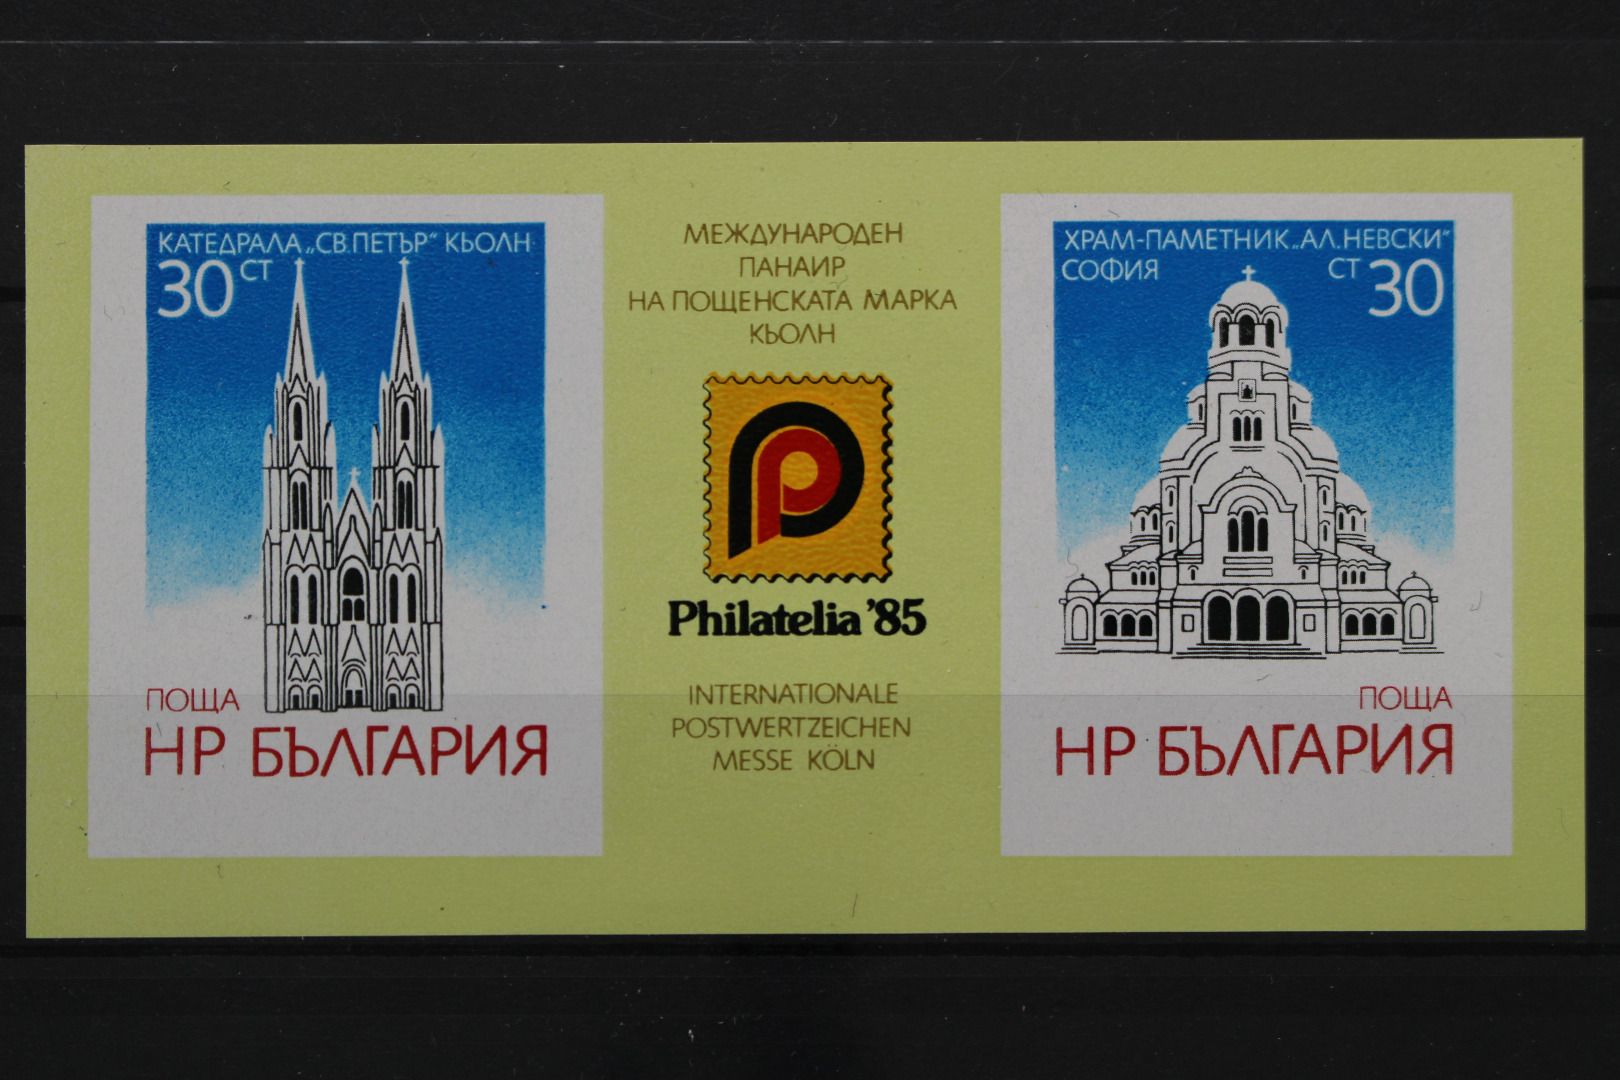 КАТЕДРАЛА „СВ.ПЕТЪР“ КЬОЛН
30 СТ
ПОЩА
НР БЪЛГАРИЯ
МЕЖДУНАРОДЕН
ПАНАИР
НА ПОЩЕНСКАТА МАРКА
КЬОЛН
Philatelia '85
INTERNATIONALE
POSTWERTZEICHEN
MESSE KÖLN
ХРАМ-ПАМЕТНИК „АЛ.НЕВСКИ“
СОФИЯ СТ 30
ПОЩА
НР БЪЛГАРИЯ